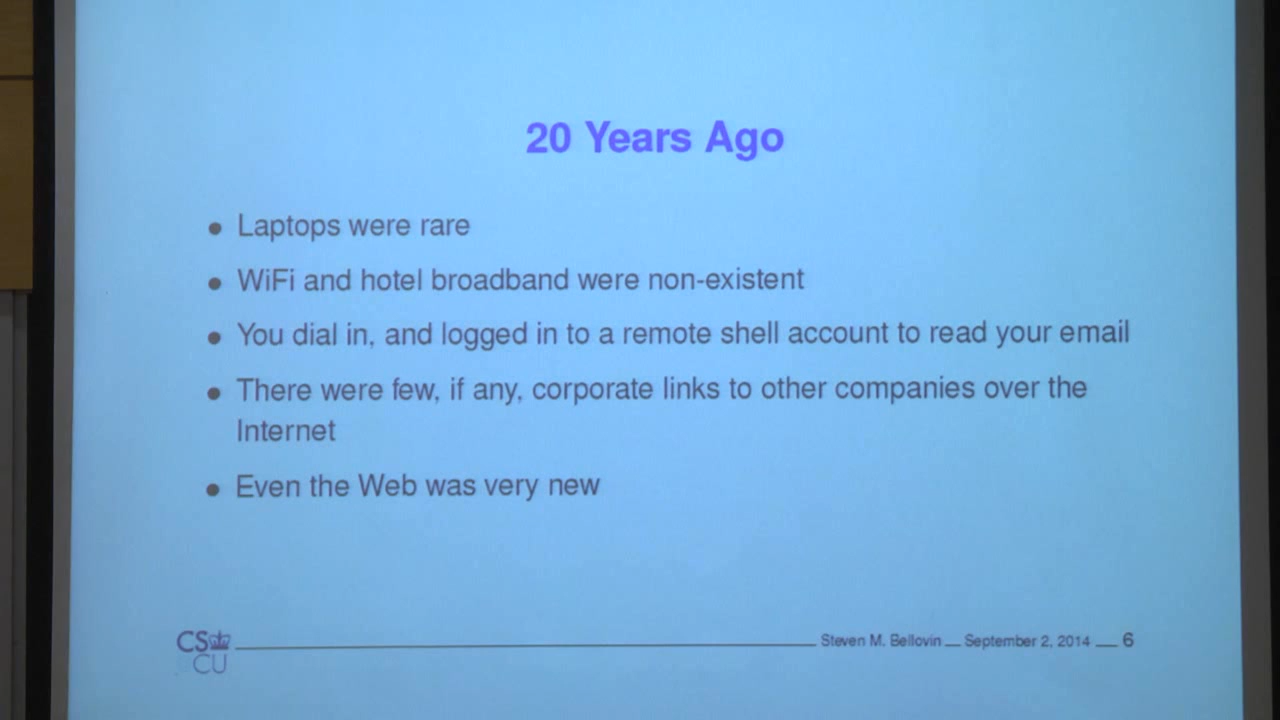 20 Years Ago
• Laptops were rare
• WiFi and hotel broadband were non-existent
• You dial in, and logged in to a remote shell account to read your email
• There were few, if any, corporate links to other companies over the
Internet
• Even the Web was very new
CS
CU
Steven M. Bellovin __ September 2, 2014 __ 6